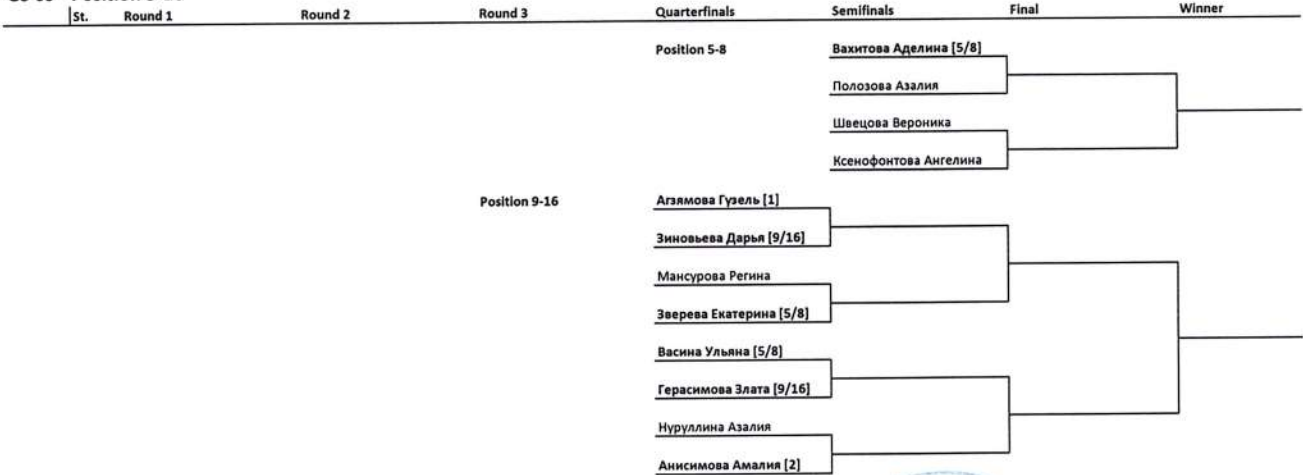 St. Round 1 Round 2 Round 3 Quarterfinals Semifinals Final Winner
Position 5-8 Вахитова Аделина [5/8]
Полозова Азалия
Швецова Вероника
Ксенофонтова Ангелина
Position 9-16 Агзямова Гузель [1]
Зиновьева Дарья [9/16]
Мансурова Регина
Зверева Екатерина [5/8]
Васина Ульяна [5/8]
Герасимова Злата [9/16]
Нуруллина Азалия
Анисимова Амалия [2]